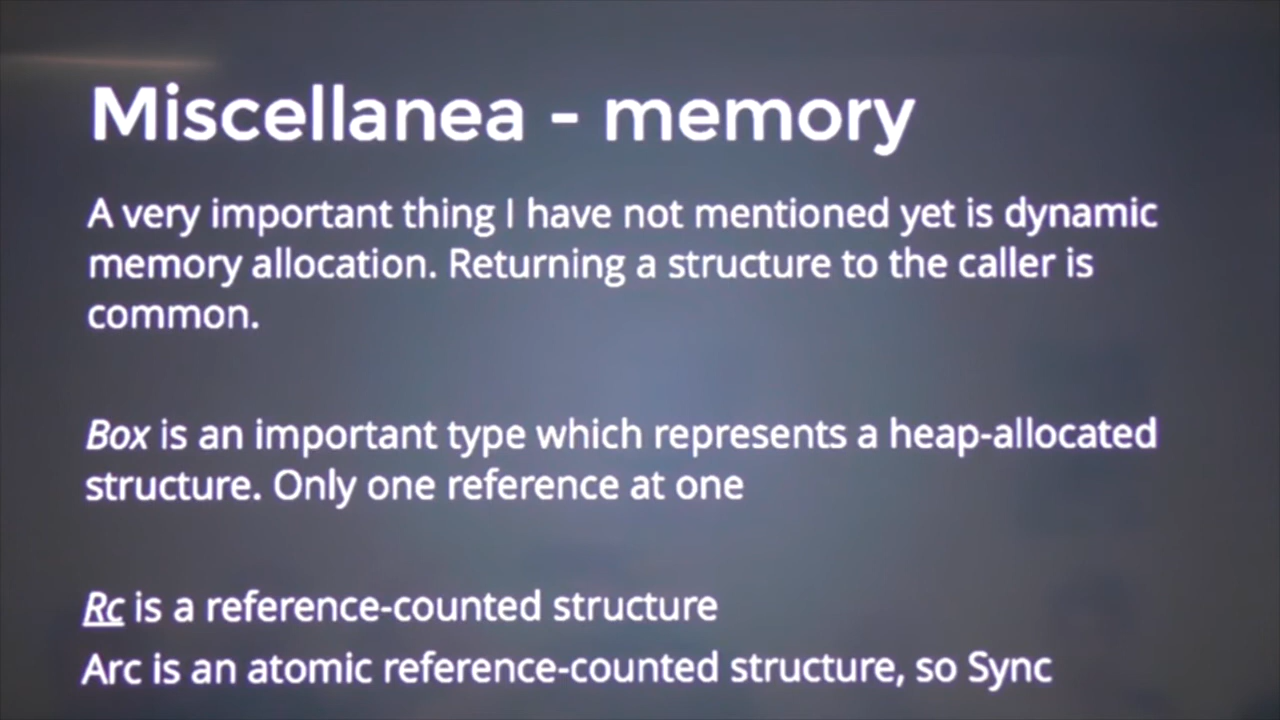 Miscellanea - memory
A very important thing I have not mentioned yet is dynamic
memory allocation. Returning a structure to the caller is
common.
Box is an important type which represents a heap-allocated
structure. Only one reference at one
Rc is a reference-counted structure
Arc is an atomic reference-counted structure, so Sync